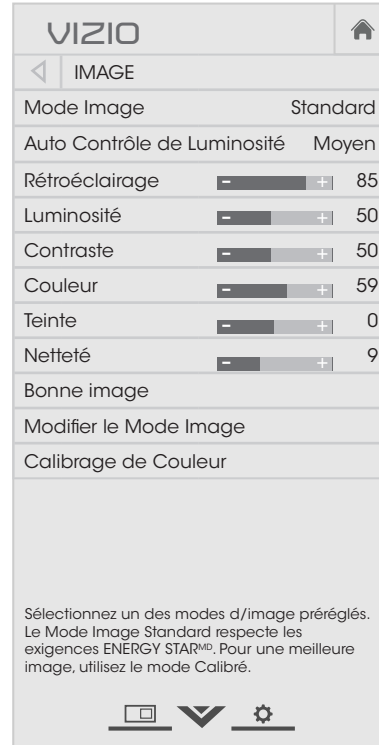 VIZIO
IMAGE
Mode Image Standard
Auto Contrôle de Luminosité Moyen
Rétroéclairage - + 85
Luminosité - + 50
Contraste - + 50
Couleur - + 59
Teinte - + 0
Netteté - + 9
Bonne image
Modifier le Mode Image
Calibrage de Couleur
Sélectionnez un des modes d/image préréglés.
Le Mode Image Standard respecte les
exigences ENERGY STARMD. Pour une meilleure
image, utilisez le mode Calibré.